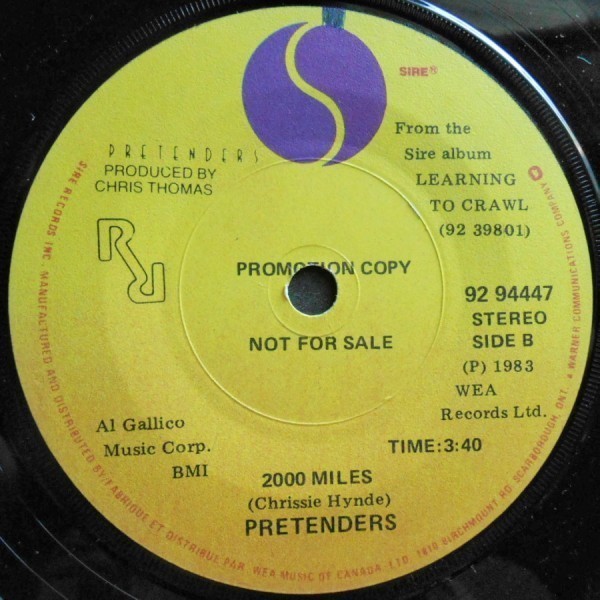 SIRE®
PRETENDERS
PRODUCED BY
CHRIS THOMAS
From the
Sire album
LEARNING
TO CRAWL
(92 39801)
PROMOTION COPY
NOT FOR SALE
92 94447
STEREO
SIDE B
(P) 1983
WEA
Records Ltd.
TIME:3:40
Al Gallico
Music Corp.
BMI
2000 MILES
(Chrissie Hynde)
PRETENDERS
SIRE RECORDS INC. MANUFACTURED AND DISTRIBUTED BY/FABRIQUE ET DISTRIBUE PAR WEA MUSIC OF CANADA, LTD. 1810 BIRCHMOUNT RD. SCARBOROUGH, ONT. A WARNER COMMUNICATIONS COMPANY